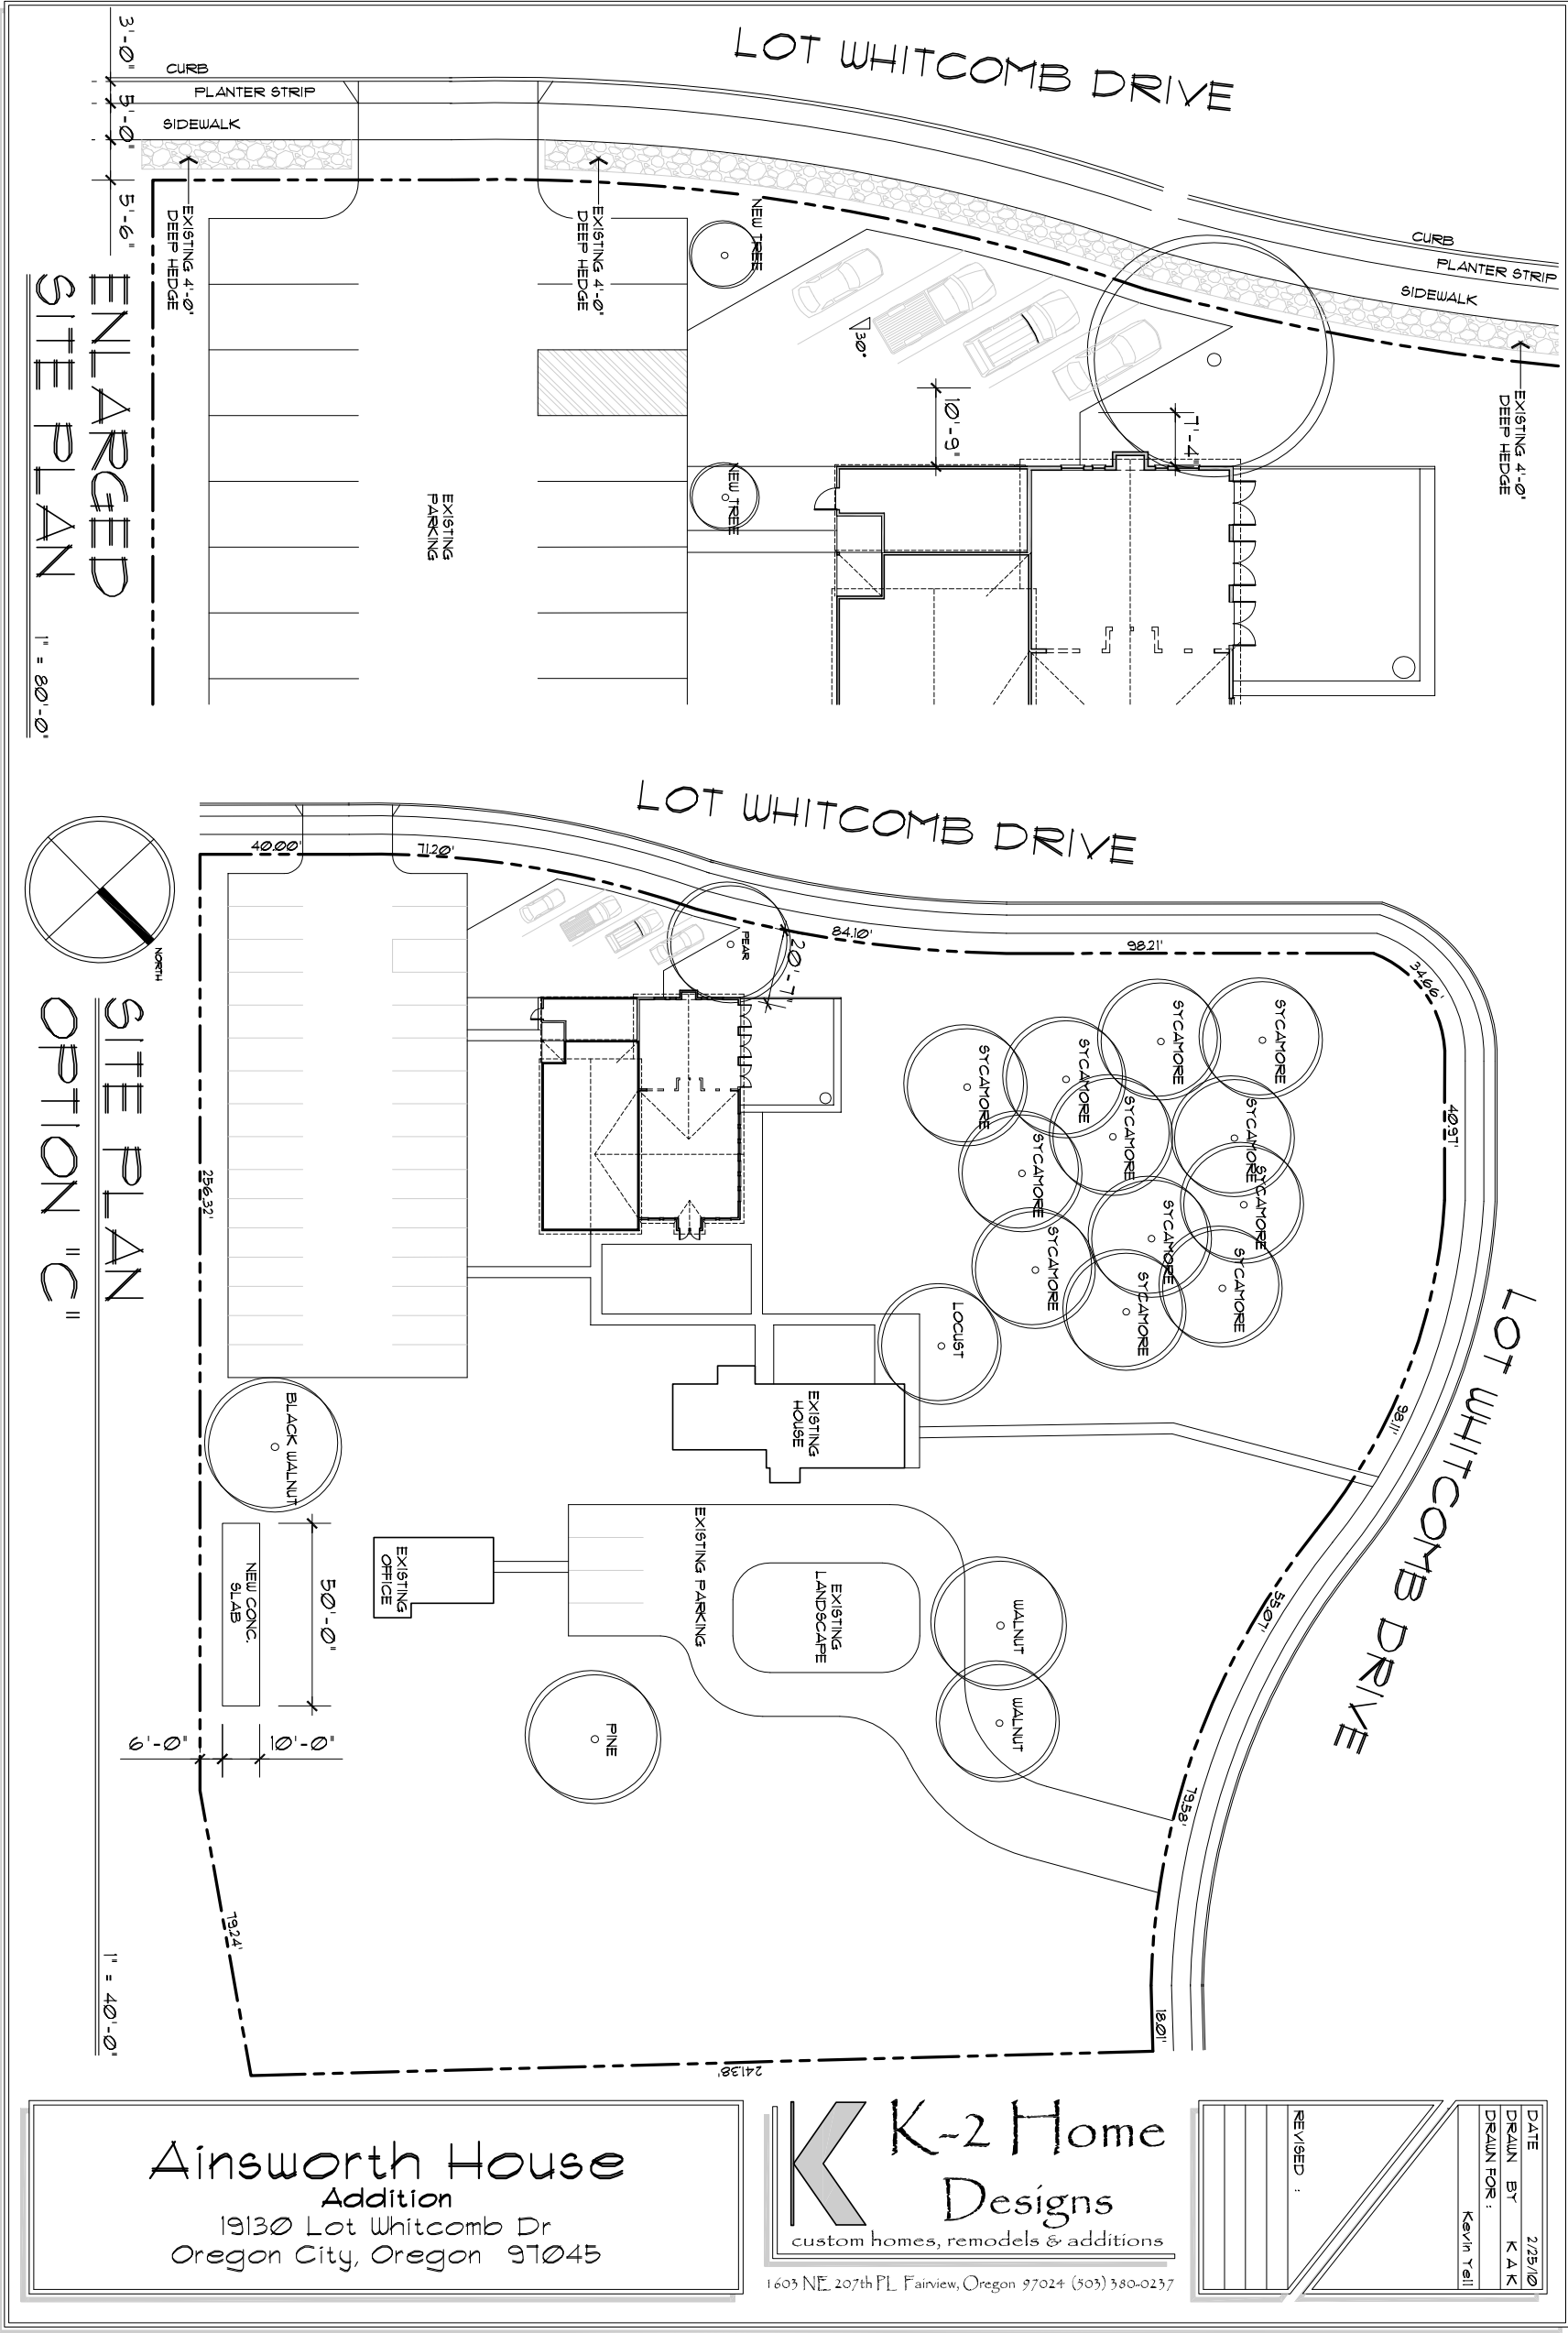 LOT WHITCOMB DRIVE
3'-0"
5'-0"
5'-6"
CURB
PLANTER STRIP
SIDEWALK
EXISTING 4'-0"
DEEP HEDGE
EXISTING 4'-0"
DEEP HEDGE
NEW TREE
30°
10'-9"
7'-4"
CURB
PLANTER STRIP
SIDEWALK
EXISTING 4'-0"
DEEP HEDGE
NEW TREE
EXISTING
PARKING
ENLARGED
SITE PLAN
1" = 80'-0"
LOT WHITCOMB DRIVE
40.00'
71.20'
84.10'
98.21'
34.66'
40.97'
98.11'
55.07'
79.58'
18.01'
241.38'
79.24'
256.32'
NORTH
PEAR
20'-7"
SYCAMORE
SYCAMORE
SYCAMORE
SYCAMORE
SYCAMORE
SYCAMORE
SYCAMORE
SYCAMORE
SYCAMORE
SYCAMORE
SYCAMORE
SYCAMORE
LOCUST
EXISTING
HOUSE
BLACK WALNUT
NEW CONC.
SLAB
50'-0"
6'-0"
10'-0"
EXISTING
OFFICE
EXISTING PARKING
EXISTING
LANDSCAPE
WALNUT
WALNUT
PINE
LOT WHITCOMB DRIVE
SITE PLAN
OPTION "C"
1" = 40'-0"
Ainsworth House
Addition
19130 Lot Whitcomb Dr
Oregon City, Oregon 97045
K-2 Home
Designs
custom homes, remodels & additions
1603 NE 207th PL Fairview, Oregon 97024 (503) 380-0237
DATE 2/25/10
DRAWN BY KAK
DRAWN FOR :
Kevin Yell
REVISED :